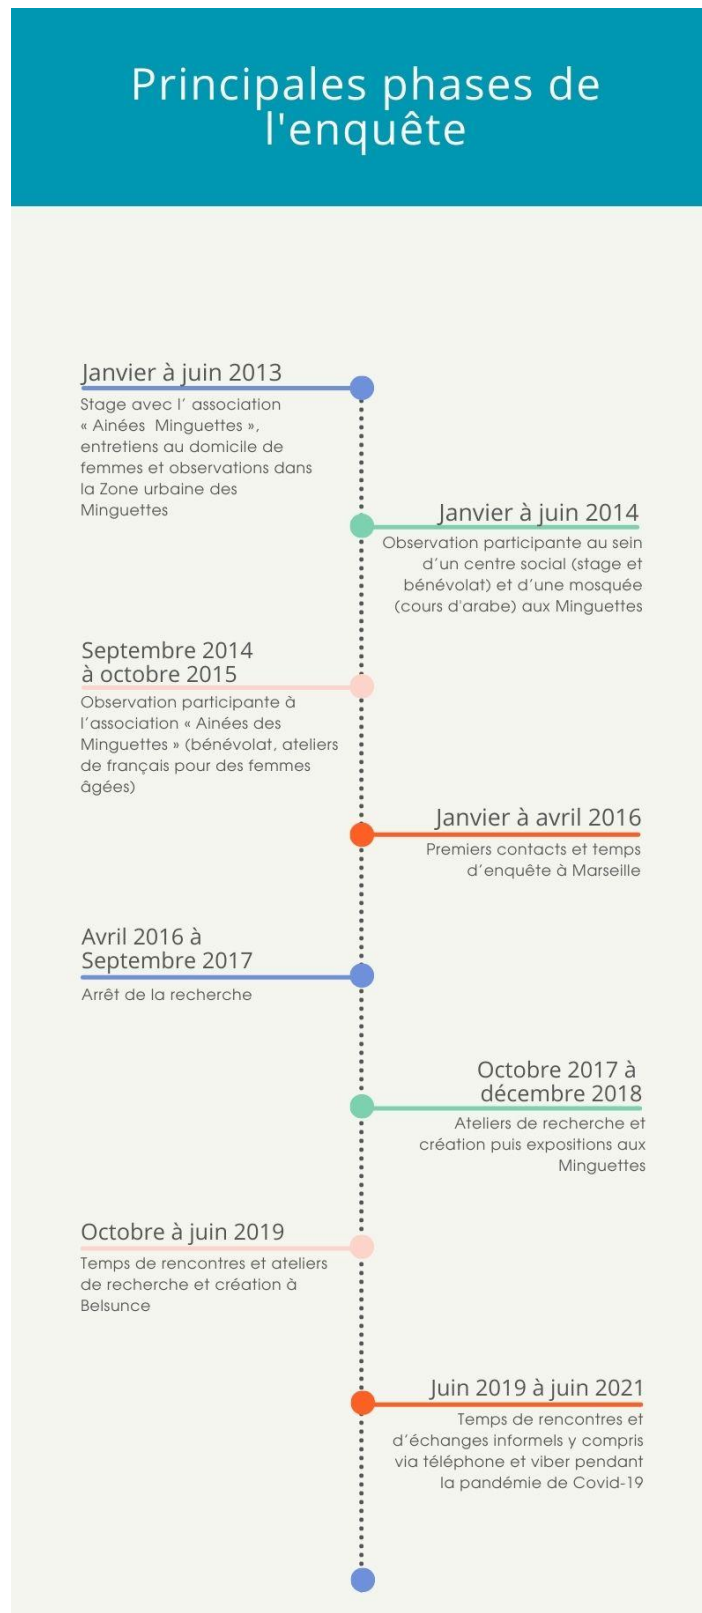 Principales phases de
l'enquête
Janvier à juin 2013
Stage avec l' association
« Ainées  Minguettes »,
entretiens au domicile de
femmes et observations dans
la Zone urbaine des
Minguettes
Janvier à juin 2014
Observation participante au sein
d'un centre social (stage et
bénévolat) et d'une mosquée
(cours d'arabe) aux Minguettes
Septembre 2014
à octobre 2015
Observation participante à
l'association « Ainées des
Minguettes » (bénévolat, ateliers
de français pour des femmes
âgées)
Janvier à avril 2016
Premiers contacts et temps
d'enquête à Marseille
Avril 2016 à
Septembre 2017
Arrêt de la recherche
Octobre 2017 à
décembre 2018
Ateliers de recherche et
création puis expositions aux
Minguettes
Octobre à juin 2019
Temps de rencontres et ateliers
de recherche et création à
Belsunce
Juin 2019 à juin 2021
Temps de rencontres et
d'échanges informels y compris
via téléphone et viber pendant
la pandémie de Covid-19